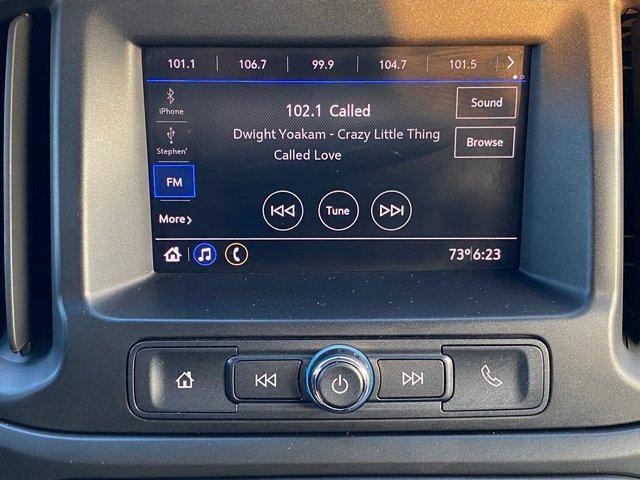 101.1 106.7 99.9 104.7 101.5
iPhone
102.1 Called
Sound
Dwight Yoakam - Crazy Little Thing
Called Love
Browse
Stephen'
FM
Tune
More
73° 6:23